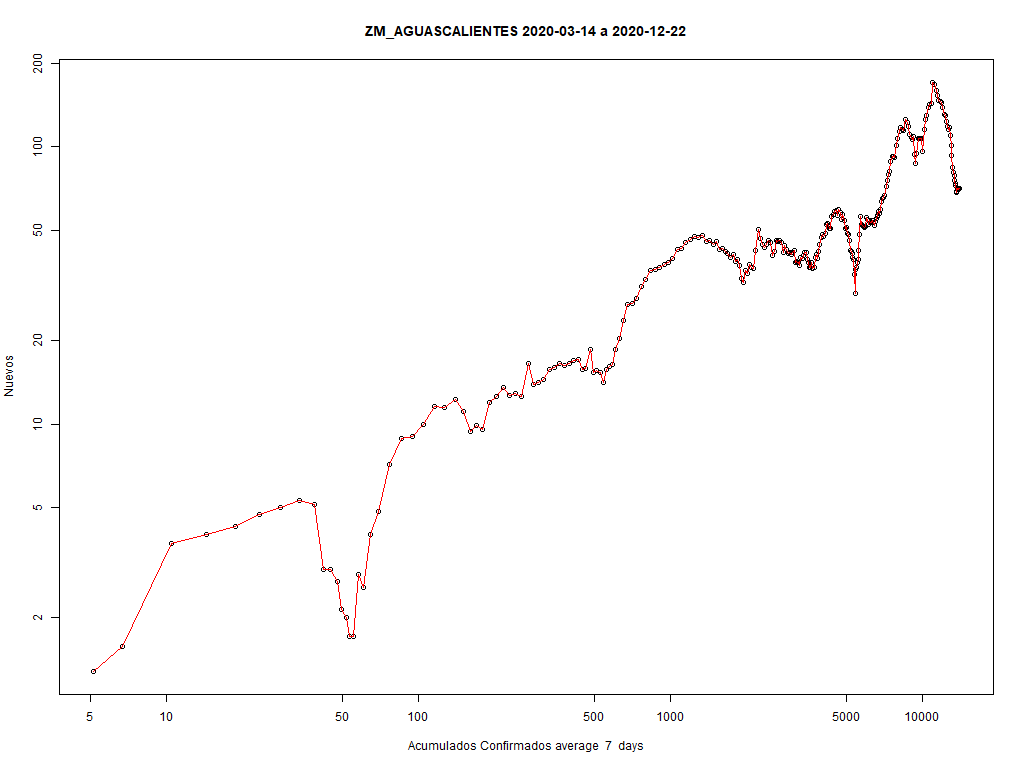 ZM_AGUASCALIENTES 2020-03-14 a 2020-12-22
200
100
50
20
10
5
2
Nuevos
5 10 50 100 500 1000 5000 10000
Acumulados Confirmados average 7 days